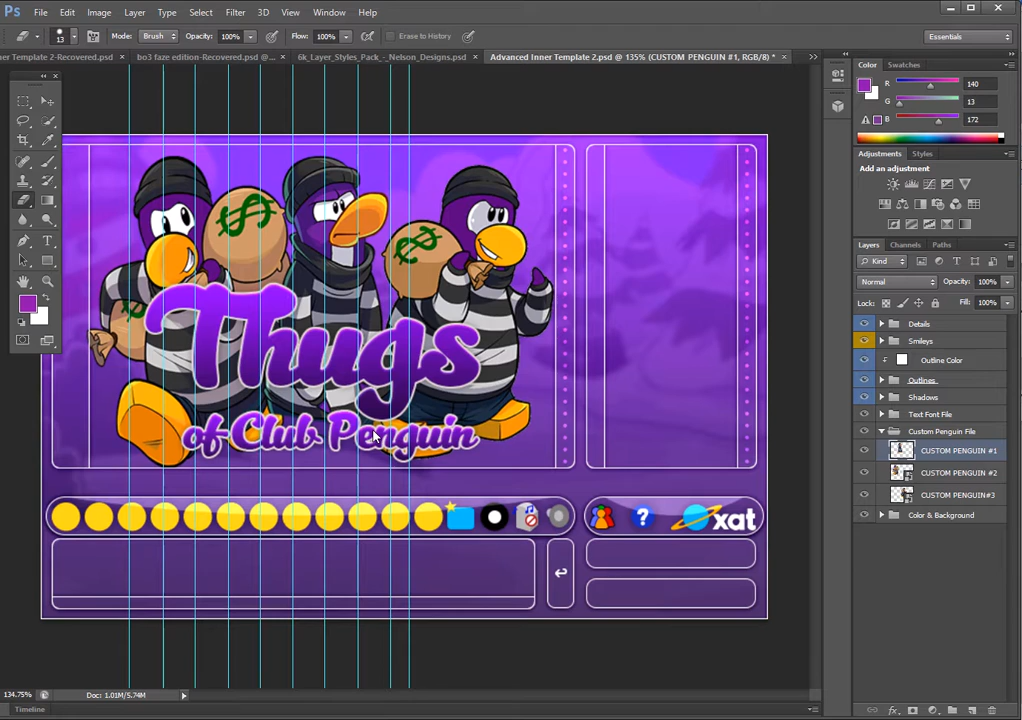 Ps File Edit Image Layer Type Select Filter 3D View Window Help
13 Mode: Brush Opacity: 100% Flow: 100% Erase to History Essentials
ner Template 2-Recovered.psd × bo3 faze edition-Recovered.psd @ ... × 6k_Layer_Styles_Pack_-_Nelson_Designs.psd × Advanced Inner Template 2.psd @ 135% (CUSTOM PENGUIN #1, RGB/8) * ×
Color Swatches
R 140
G 13
B 172
Adjustments Styles
Add an adjustment
Layers Channels Paths
Kind
Normal Opacity: 100%
Lock: Fill: 100%
Details
Smileys
Outline Color
Outlines
Shadows
Text Font File
Custom Penguin File
CUSTOM PENGUIN #1
CUSTOM PENGUIN #2
CUSTOM PENGUIN#3
Color & Background
$ $
Thugs
of Club Penguin
? xat
134.75% Doc: 1.01M/5.74M
Timeline
fx